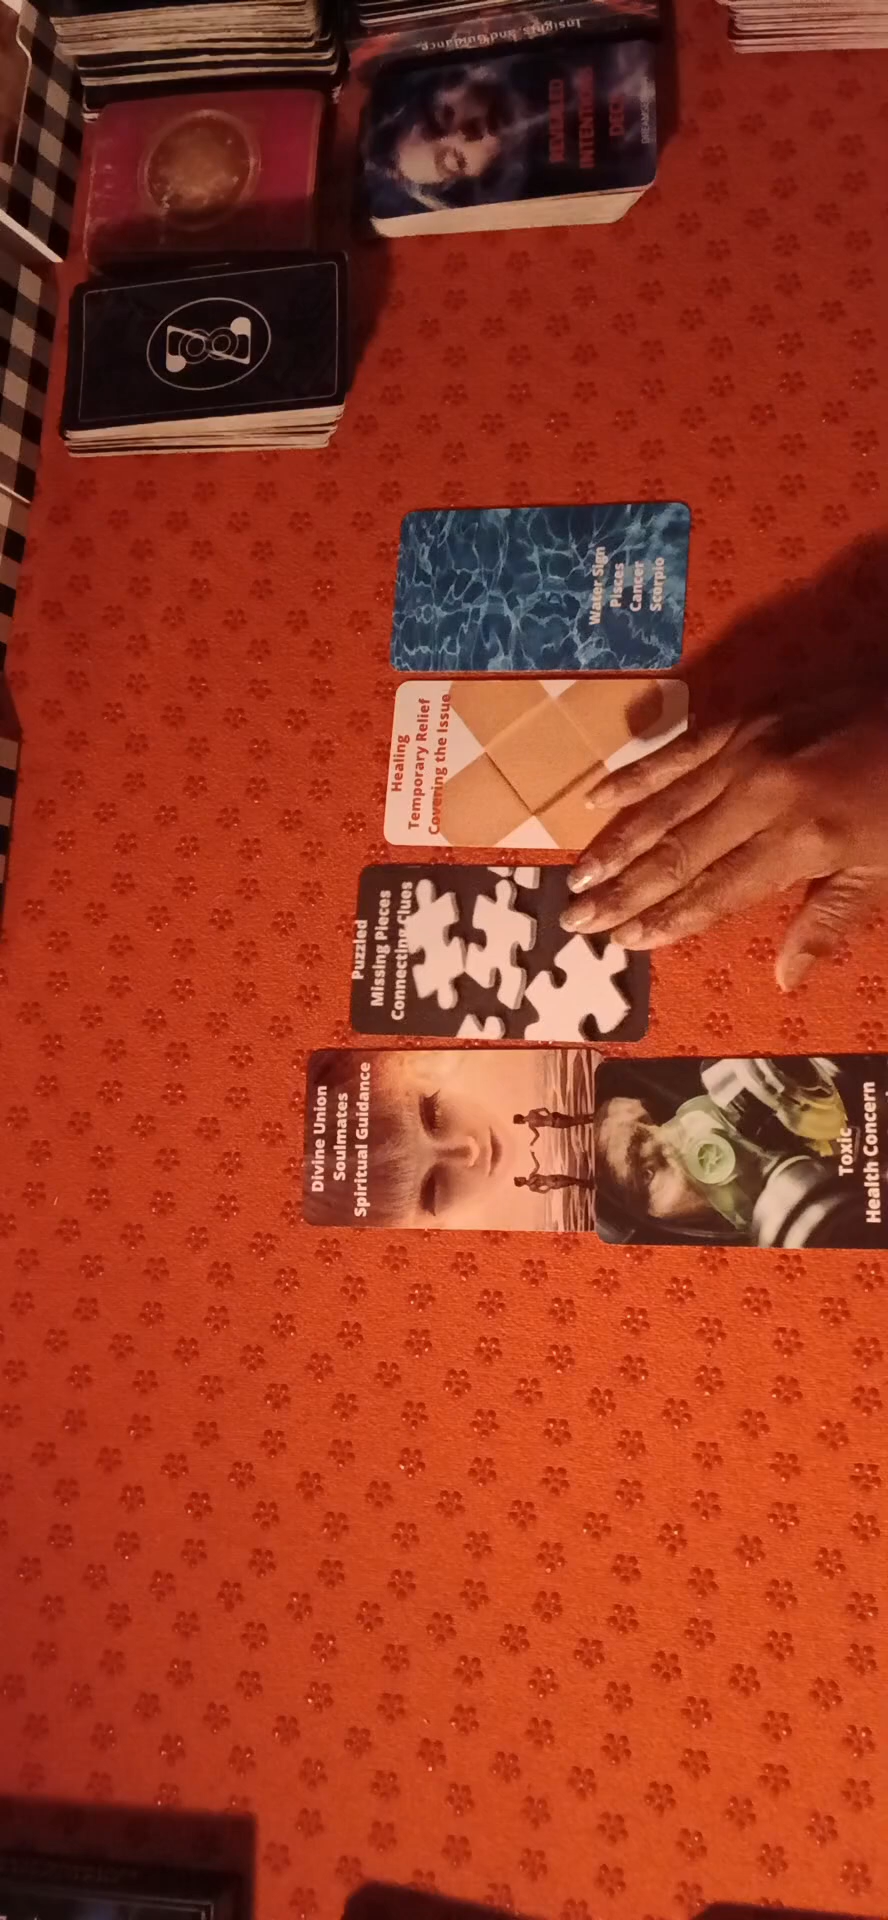 Insights and Guidance
REVEALED
INTENTIONS
DECK
Water Sign
Pisces
Cancer
Scorpio
Healing
Temporary Relief
Covering the Issue
Puzzled
Missing Pieces
Connecting Clues
Divine Union
Soulmates
Spiritual Guidance
Toxic
Health Concern